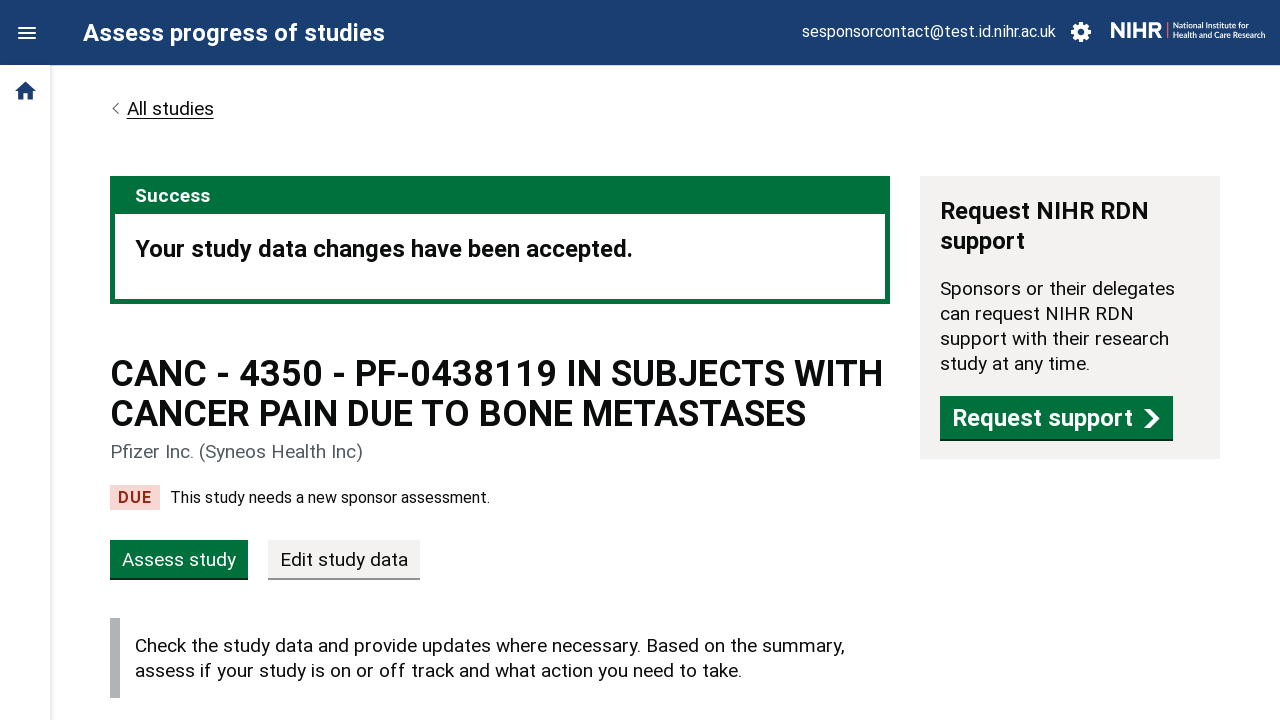 Assess progress of studies
sesponsorcontact@test.id.nihr.ac.uk
NIHR | National Institute for
Health and Care Research
All studies
Success
Your study data changes have been accepted.
CANC - 4350 - PF-0438119 IN SUBJECTS WITH
CANCER PAIN DUE TO BONE METASTASES
Pfizer Inc. (Syneos Health Inc)
DUE This study needs a new sponsor assessment.
Assess study
Edit study data
Check the study data and provide updates where necessary. Based on the summary,
assess if your study is on or off track and what action you need to take.
Request NIHR RDN
support
Sponsors or their delegates
can request NIHR RDN
support with their research
study at any time.
Request support